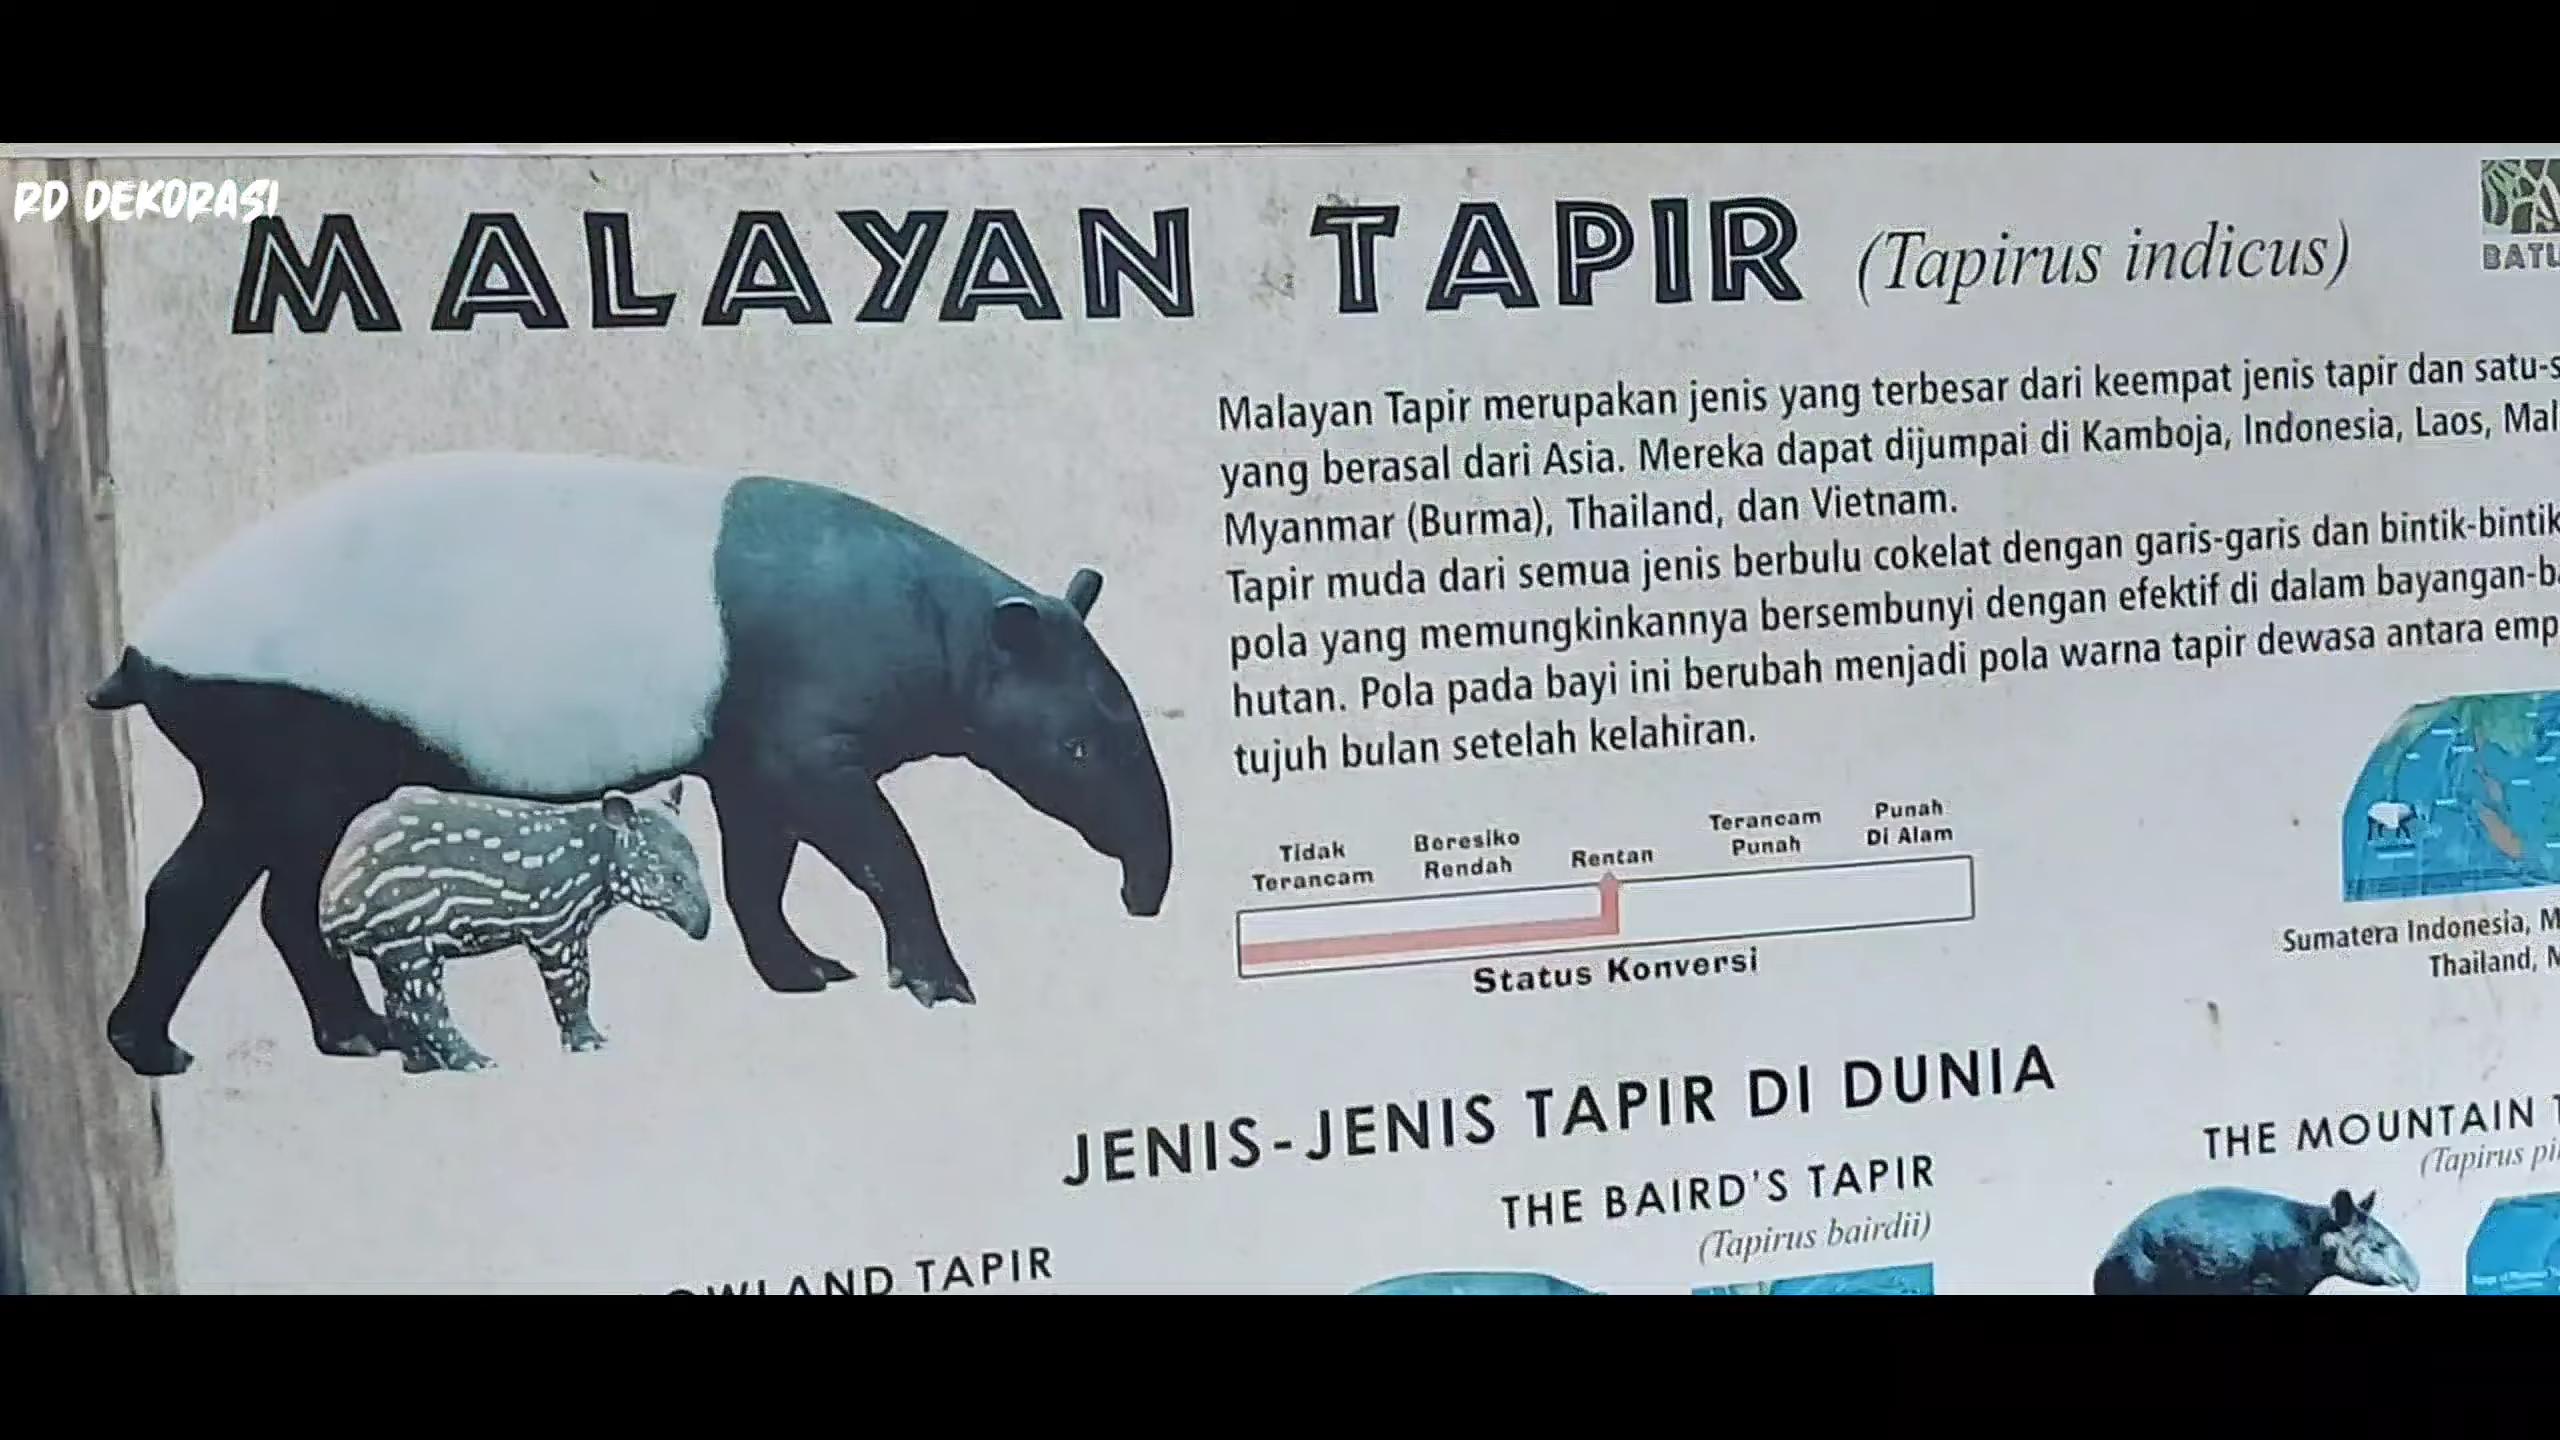 RD DEKORASI
MALAYAN TAPIR (Tapirus indicus)
Malayan Tapir merupakan jenis yang terbesar dari keempat jenis tapir dan
yang berasal dari Asia. Mereka dapat dijumpai di Kamboja, Indonesia, Laos,
Myanmar (Burma), Thailand, dan Vietnam.
Tapir muda dari semua jenis berbulu cokelat dengan garis-garis dan bintik-bintik
pola yang memungkinkannya bersembunyi dengan efektif di dalam
hutan. Pola pada bayi ini berubah menjadi pola warna tapir dewasa antara
tujuh bulan setelah kelahiran.
Tidak
Terancam
Beresiko
Rendah
Rentan
Terancam
Punah
Punah
Di Alam
Status Konversi
Sumatera Indonesia,
Thailand,
JENIS-JENIS TAPIR DI DUNIA
TAPIR
THE BAIRD'S TAPIR
(Tapirus bairdii)
THE MOUNTAIN
(Tapirus